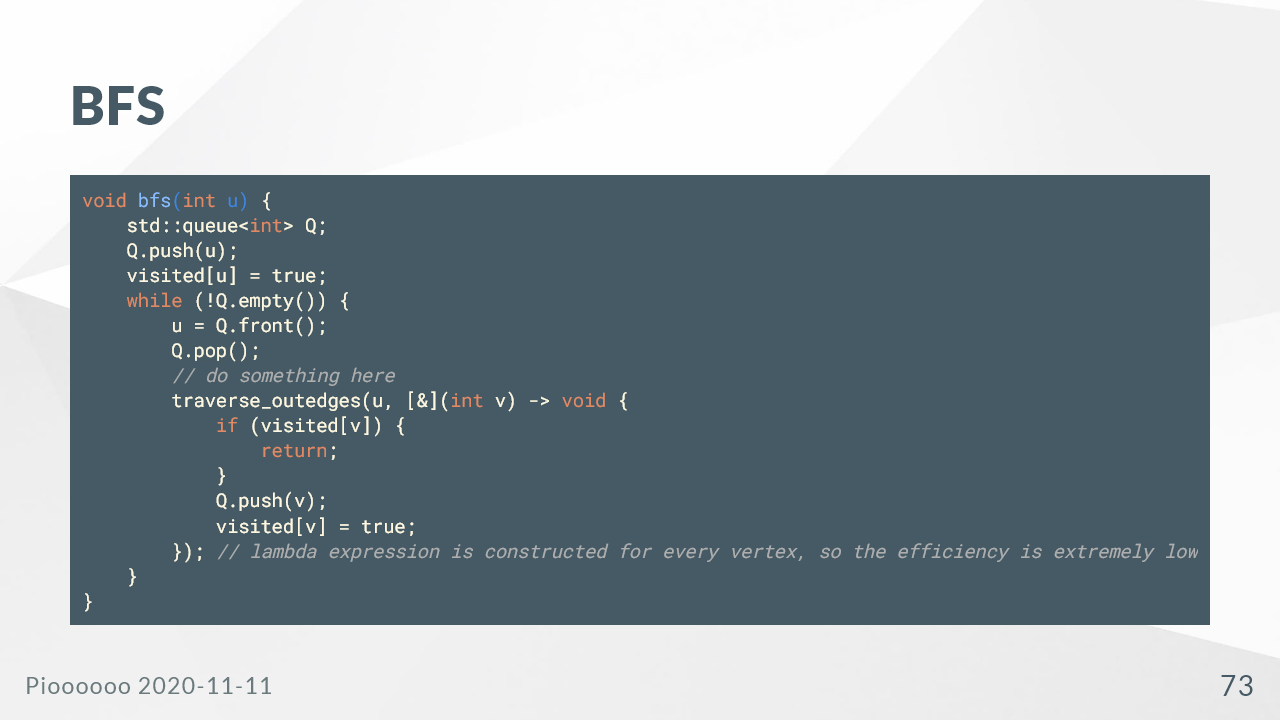 BFS
void bfs(int u) {
    std::queue<int> Q;
    Q.push(u);
    visited[u] = true;
    while (!Q.empty()) {
        u = Q.front();
        Q.pop();
        // do something here
        traverse_outedges(u, [&](int v) -> void {
            if (visited[v]) {
                return;
            }
            Q.push(v);
            visited[v] = true;
        }); // lambda expression is constructed for every vertex, so the efficiency is extremely low
    }
}
Pioooooo 2020-11-11
73